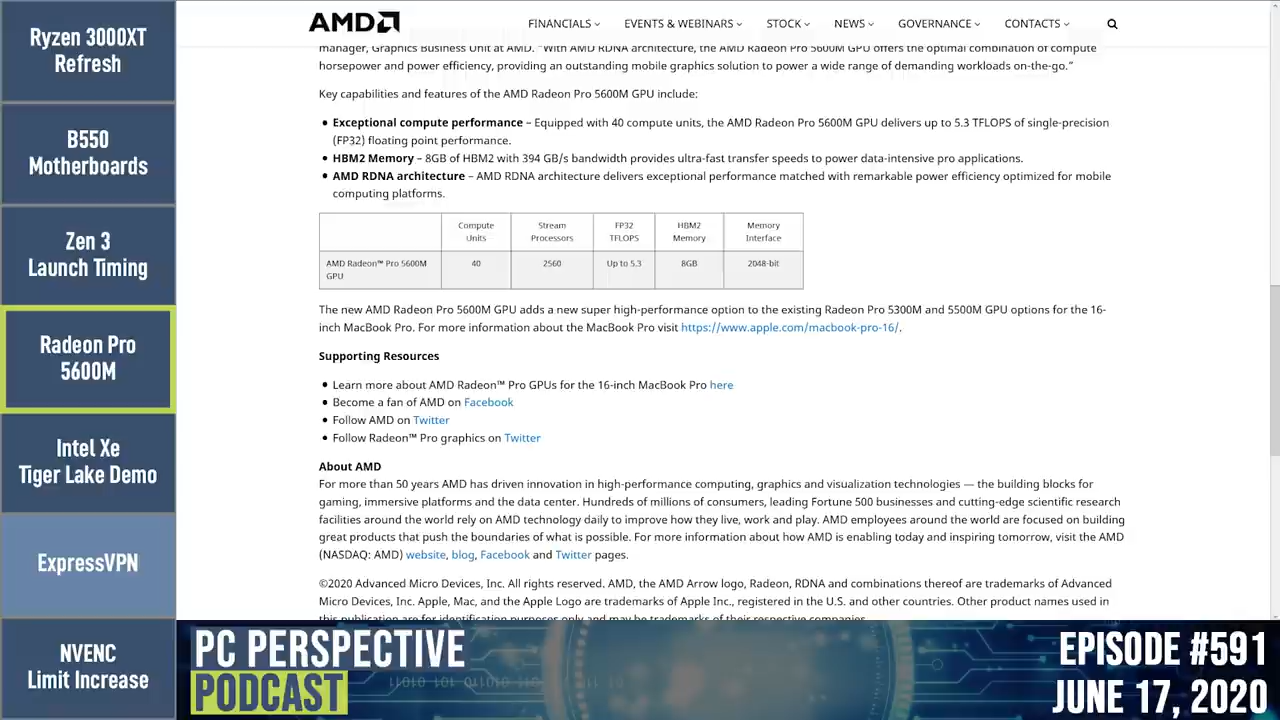 Ryzen 3000XT
Refresh
B550
Motherboards
Zen 3
Launch Timing
Radeon Pro
5600M
Intel Xe
Tiger Lake Demo
ExpressVPN
NVENC
Limit Increase
AMD
FINANCIALS EVENTS & WEBINARS STOCK NEWS GOVERNANCE CONTACTS
manager, Graphics Business Unit at AMD. "With AMD RDNA architecture, the AMD Radeon Pro 5600M GPU offers the optimal combination of compute
horsepower and power efficiency, providing an outstanding mobile graphics solution to power a wide range of demanding workloads on-the-go."
Key capabilities and features of the AMD Radeon Pro 5600M GPU include:
• Exceptional compute performance – Equipped with 40 compute units, the AMD Radeon Pro 5600M GPU delivers up to 5.3 TFLOPS of single-precision
(FP32) floating point performance.
• HBM2 Memory – 8GB of HBM2 with 394 GB/s bandwidth provides ultra-fast transfer speeds to power data-intensive pro applications.
• AMD RDNA architecture – AMD RDNA architecture delivers exceptional performance matched with remarkable power efficiency optimized for mobile
computing platforms.
Compute Stream FP32 HBM2 Memory
Units Processors TFLOPS Memory Interface
AMD Radeon™ Pro 5600M 40 2560 Up to 5.3 8GB 2048-bit
GPU
The new AMD Radeon Pro 5600M GPU adds a new super high-performance option to the existing Radeon Pro 5300M and 5500M GPU options for the 16-
inch MacBook Pro. For more information about the MacBook Pro visit https://www.apple.com/macbook-pro-16/.
Supporting Resources
• Learn more about AMD Radeon™ Pro GPUs for the 16-inch MacBook Pro here
• Become a fan of AMD on Facebook
• Follow AMD on Twitter
• Follow Radeon™ Pro graphics on Twitter
About AMD
For more than 50 years AMD has driven innovation in high-performance computing, graphics and visualization technologies — the building blocks for
gaming, immersive platforms and the data center. Hundreds of millions of consumers, leading Fortune 500 businesses and cutting-edge scientific research
facilities around the world rely on AMD technology daily to improve how they live, work and play. AMD employees around the world are focused on building
great products that push the boundaries of what is possible. For more information about how AMD is enabling today and inspiring tomorrow, visit the AMD
(NASDAQ: AMD) website, blog, Facebook and Twitter pages.
©2020 Advanced Micro Devices, Inc. All rights reserved. AMD, the AMD Arrow logo, Radeon, RDNA and combinations thereof are trademarks of Advanced
Micro Devices, Inc. Apple, Mac, and the Apple Logo are trademarks of Apple Inc., registered in the U.S. and other countries. Other product names used in
this publication are for identification purposes only and may be trademarks of their respective companies.
PC PERSPECTIVE
PODCAST
EPISODE #591
JUNE 17, 2020